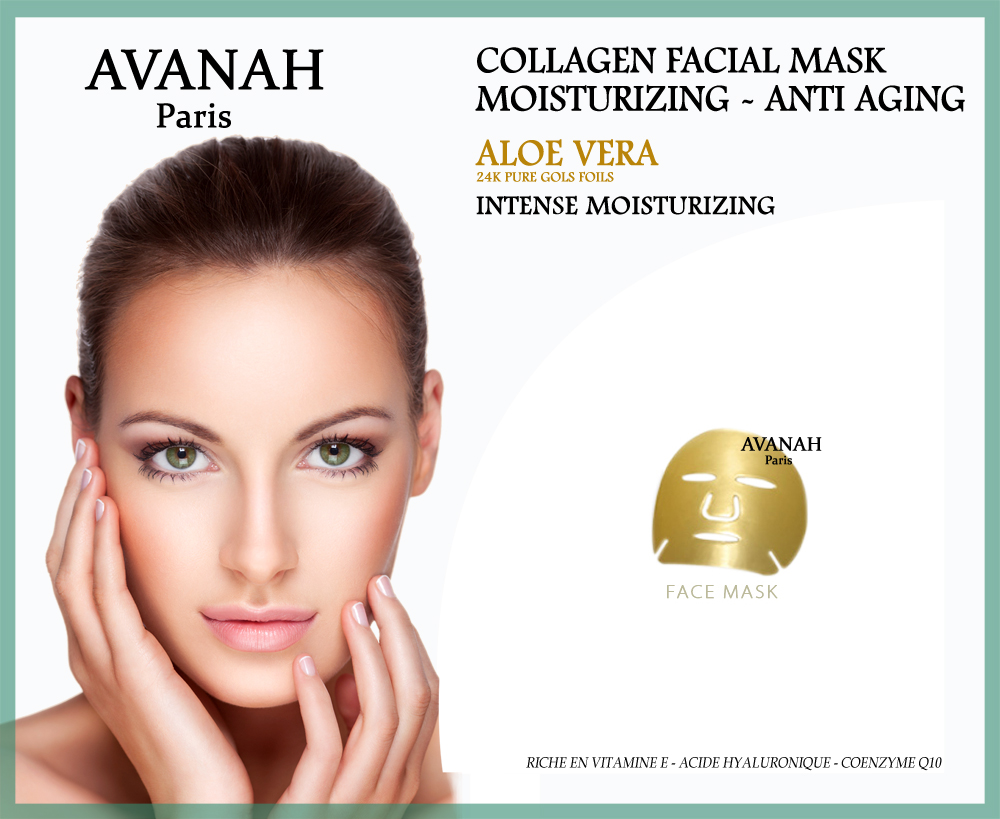 AVANAH
Paris
COLLAGEN FACIAL MASK
MOISTURIZING ~ ANTI AGING
ALOE VERA
24K PURE GOLS FOILS
INTENSE MOISTURIZING
AVANAH
Paris
FACE MASK
RICHE EN VITAMINE E - ACIDE HYALURONIQUE - COENZYME Q10